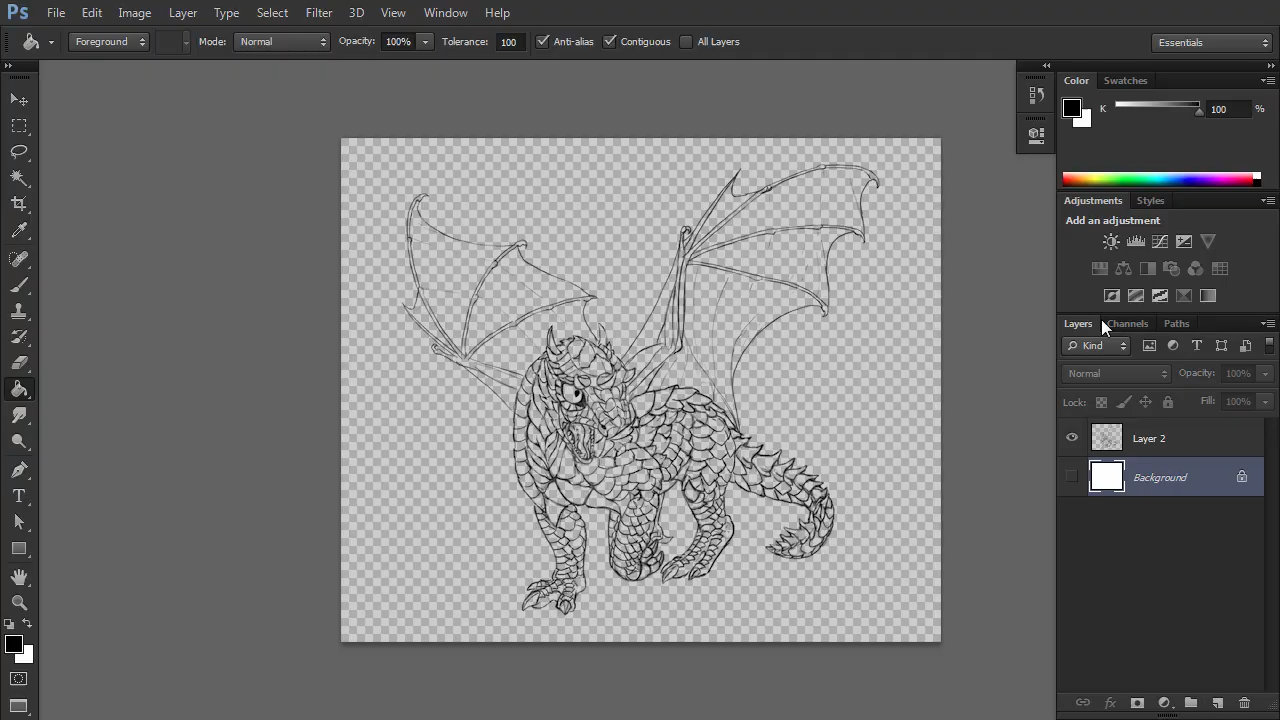 Ps File Edit Image Layer Type Select Filter 3D View Window Help
Foreground Mode: Normal Opacity: 100% Tolerance: 100 Anti-alias Contiguous All Layers Essentials
Color Swatches
K 100 %
Adjustments Styles
Add an adjustment
Layers Channels Paths
Kind T
Normal Opacity: 100%
Lock: Fill: 100%
Layer 2
Background
T
fx